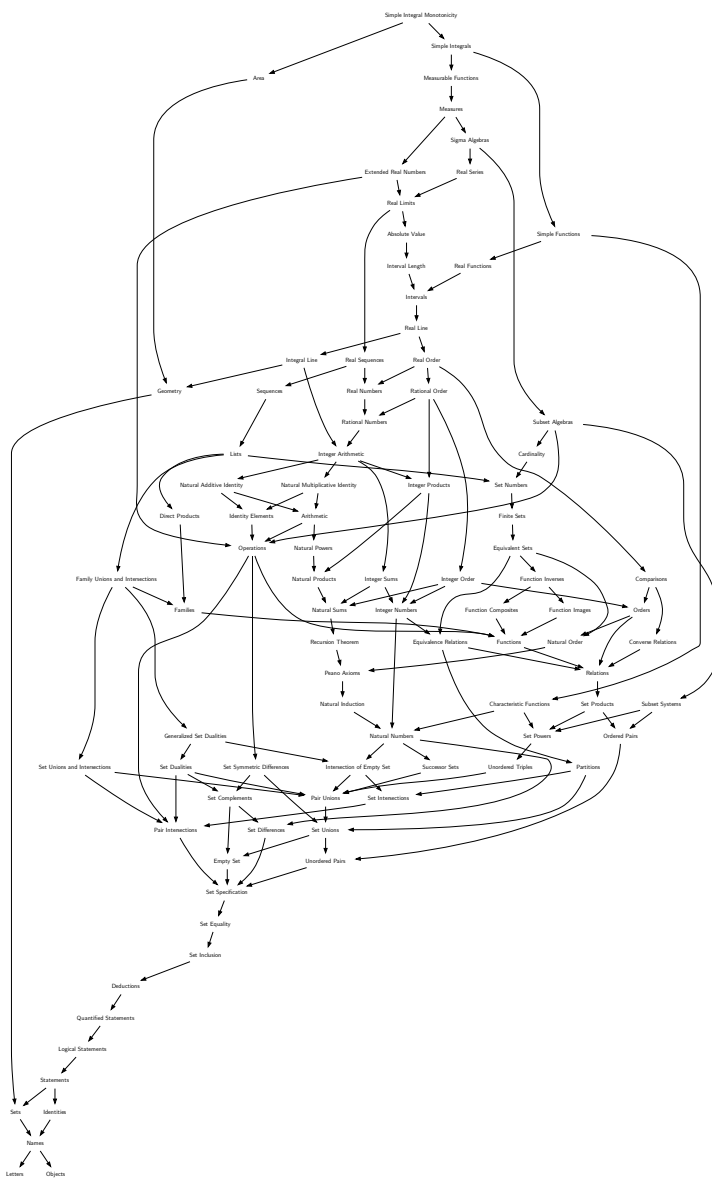 Simple Integral Monotonicity
Simple Integrals
Area
Measurable Functions
Measures
Sigma Algebras
Extended Real Numbers
Real Series
Real Limits
Absolute Value
Simple Functions
Interval Length
Real Functions
Intervals
Real Line
Integral Line
Real Sequences
Real Order
Geometry
Sequences
Real Numbers
Rational Order
Rational Numbers
Subset Algebras
Lists
Integer Arithmetic
Cardinality
Natural Additive Identity
Natural Multiplicative Identity
Integer Products
Set Numbers
Direct Products
Identity Elements
Arithmetic
Finite Sets
Operations
Natural Powers
Equivalent Sets
Family Unions and Intersections
Natural Products
Integer Sums
Integer Order
Function Inverses
Comparisons
Families
Natural Sums
Integer Numbers
Function Composites
Function Images
Orders
Recursion Theorem
Equivalence Relations
Functions
Natural Order
Converse Relations
Peano Axioms
Relations
Natural Induction
Characteristic Functions
Set Products
Subset Systems
Generalized Set Dualities
Natural Numbers
Set Powers
Ordered Pairs
Set Unions and Intersections
Set Dualities
Set Symmetric Differences
Intersection of Empty Set
Successor Sets
Unordered Triples
Partitions
Set Complements
Pair Unions
Set Intersections
Pair Intersections
Set Differences
Set Unions
Empty Set
Unordered Pairs
Set Specification
Set Equality
Set Inclusion
Deductions
Quantified Statements
Logical Statements
Statements
Sets
Identities
Names
Letters
Objects